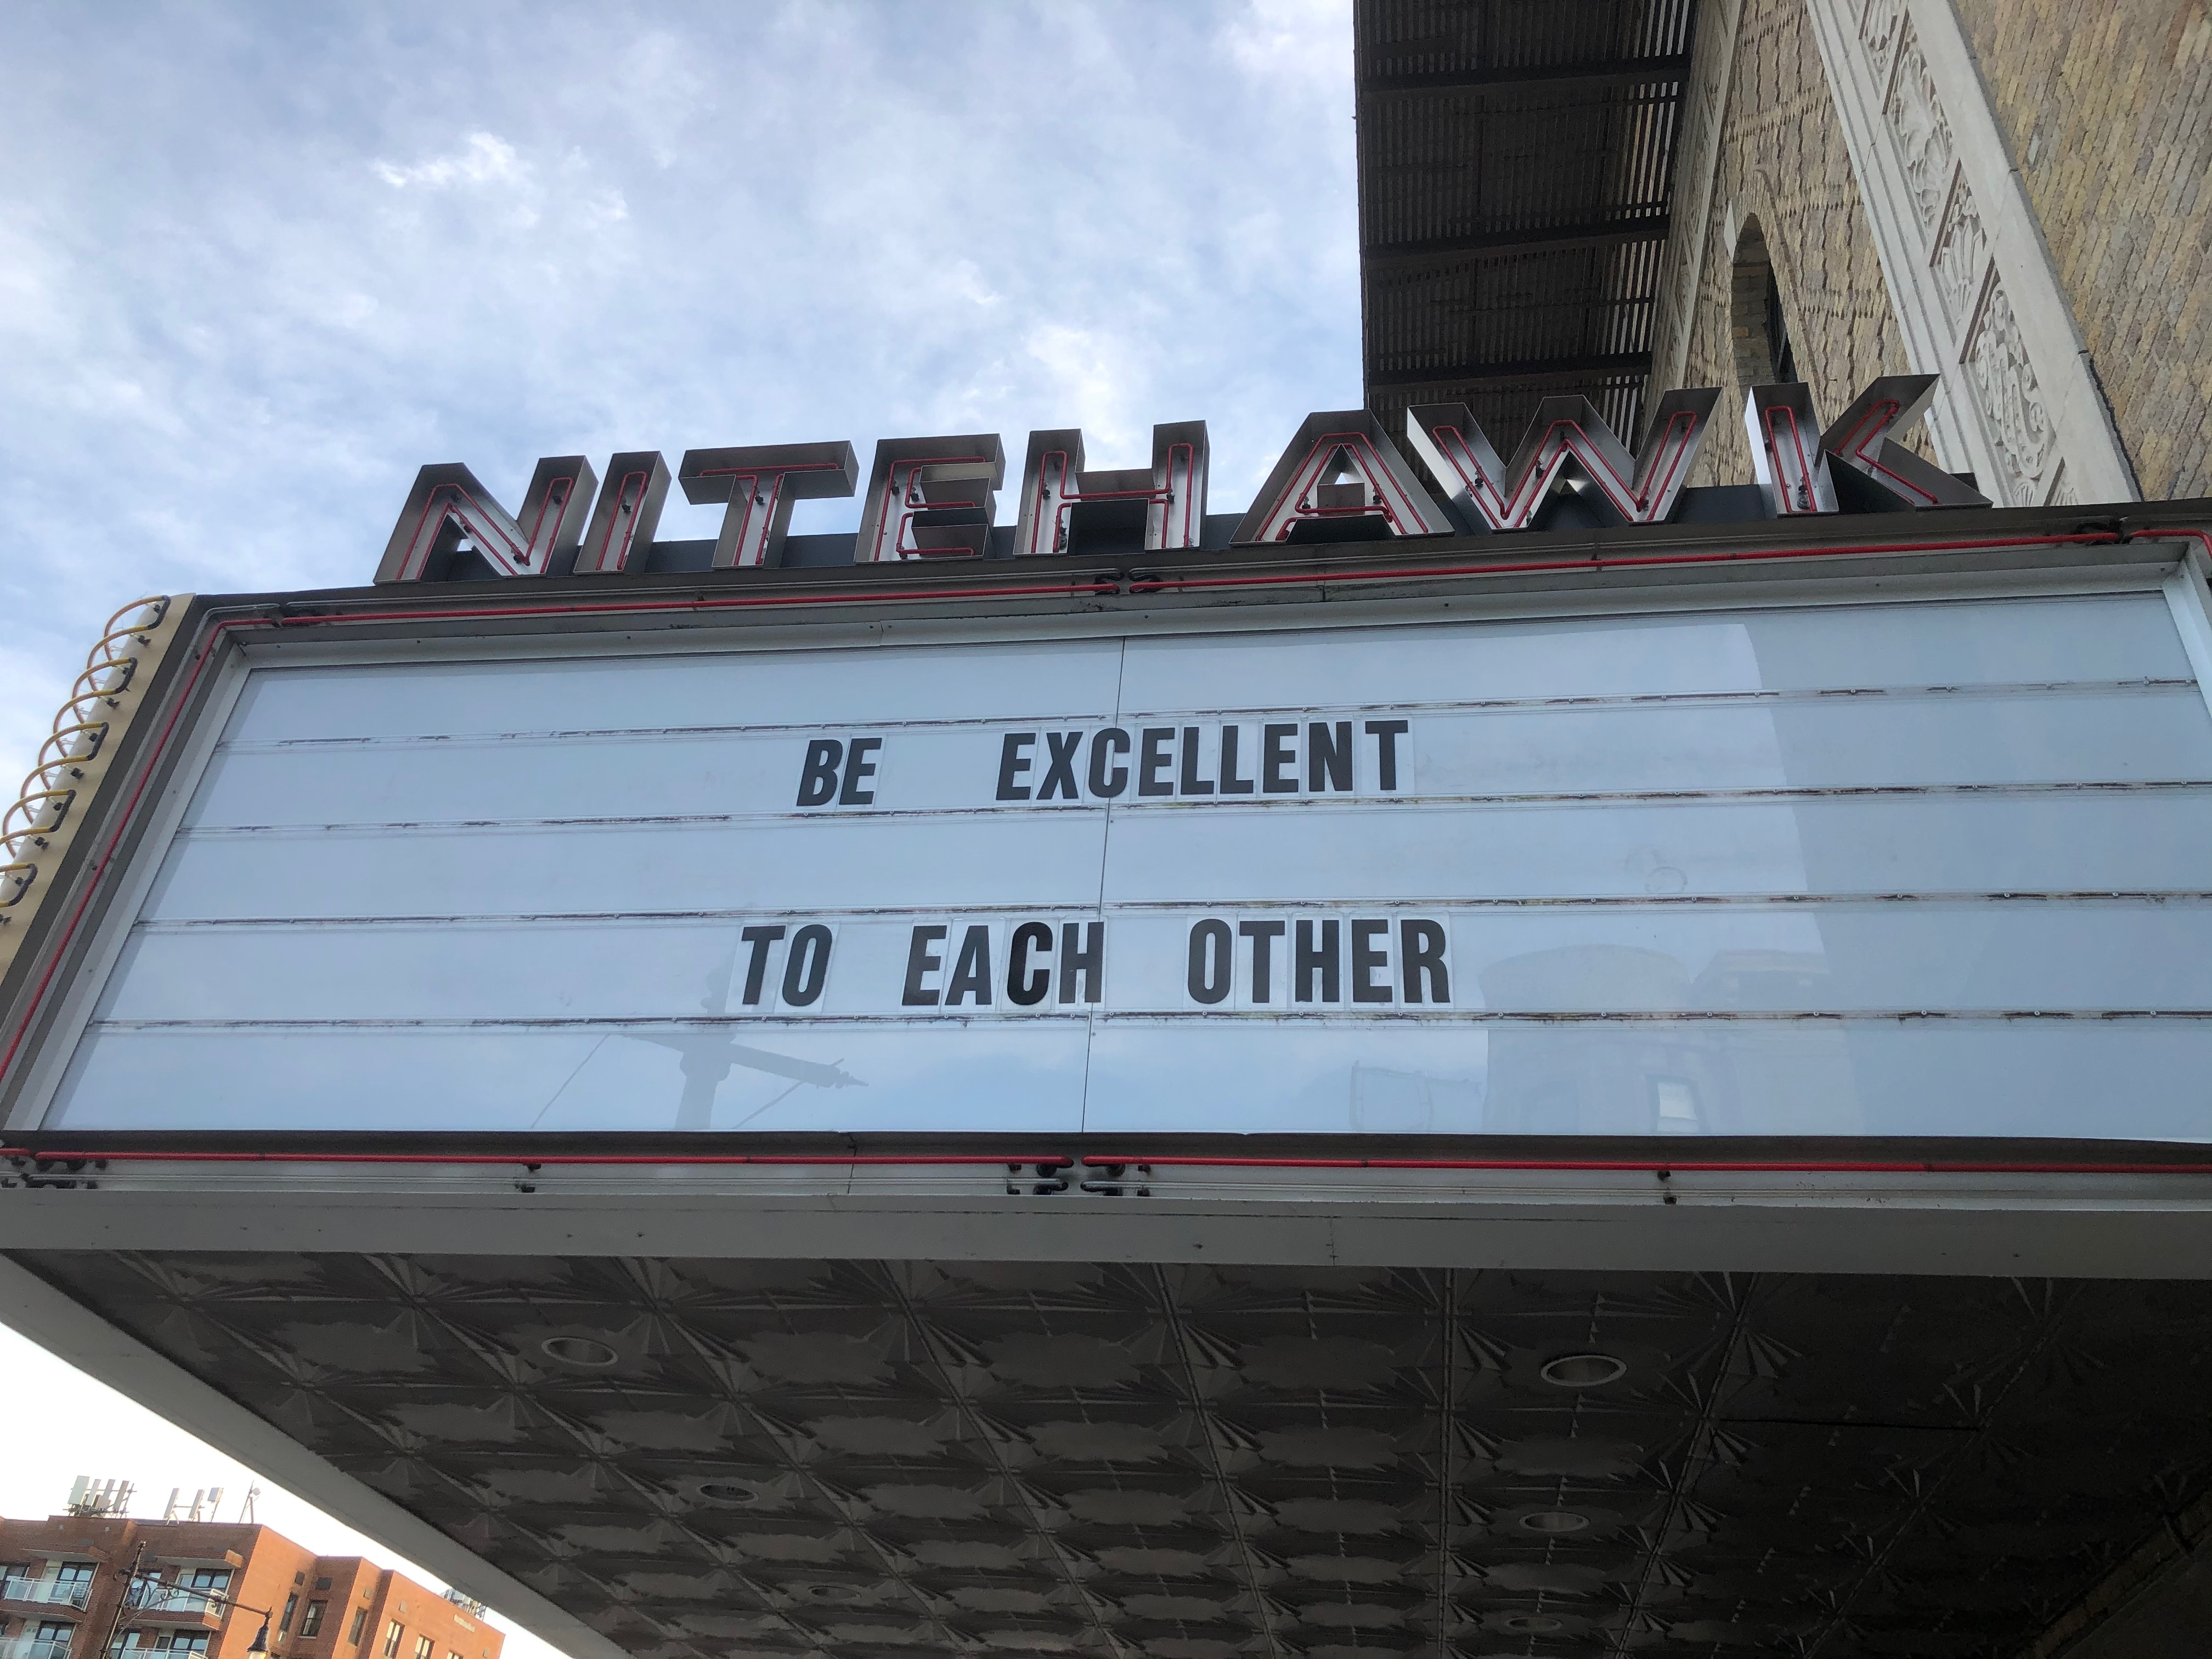 NITEHAWK
BE EXCELLENT
TO EACH OTHER